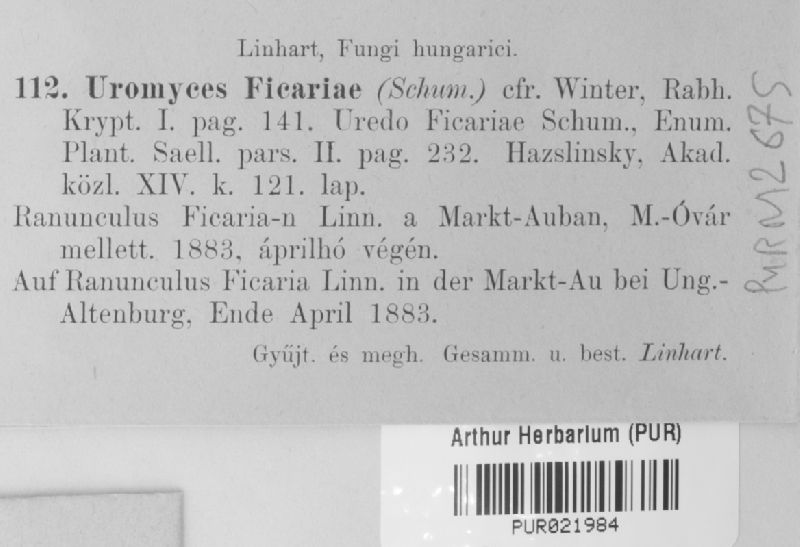 Linhart, Fungi hungarici.
112. Uromyces Ficariae (Schum.) cfr. Winter, Rabh.
Krypt. I. pag. 141. Uredo Ficariae Schum., Enum.
Plant. Saell. pars. II. pag. 232. Hazslinsky, Akad.
közl. XIV. k. 121. lap.
Ranunculus Ficaria-n Linn. a Markt-Auban, M.-Óvár
mellett. 1883, áprilhó végén.
Auf Ranunculus Ficaria Linn. in der Markt-Au bei Ung.-
Altenburg, Ende April 1883.
Gyűjt. és megh. Gesamm. u. best. Linhart.
PURN2675
Arthur Herbarium (PUR)
PUR021984